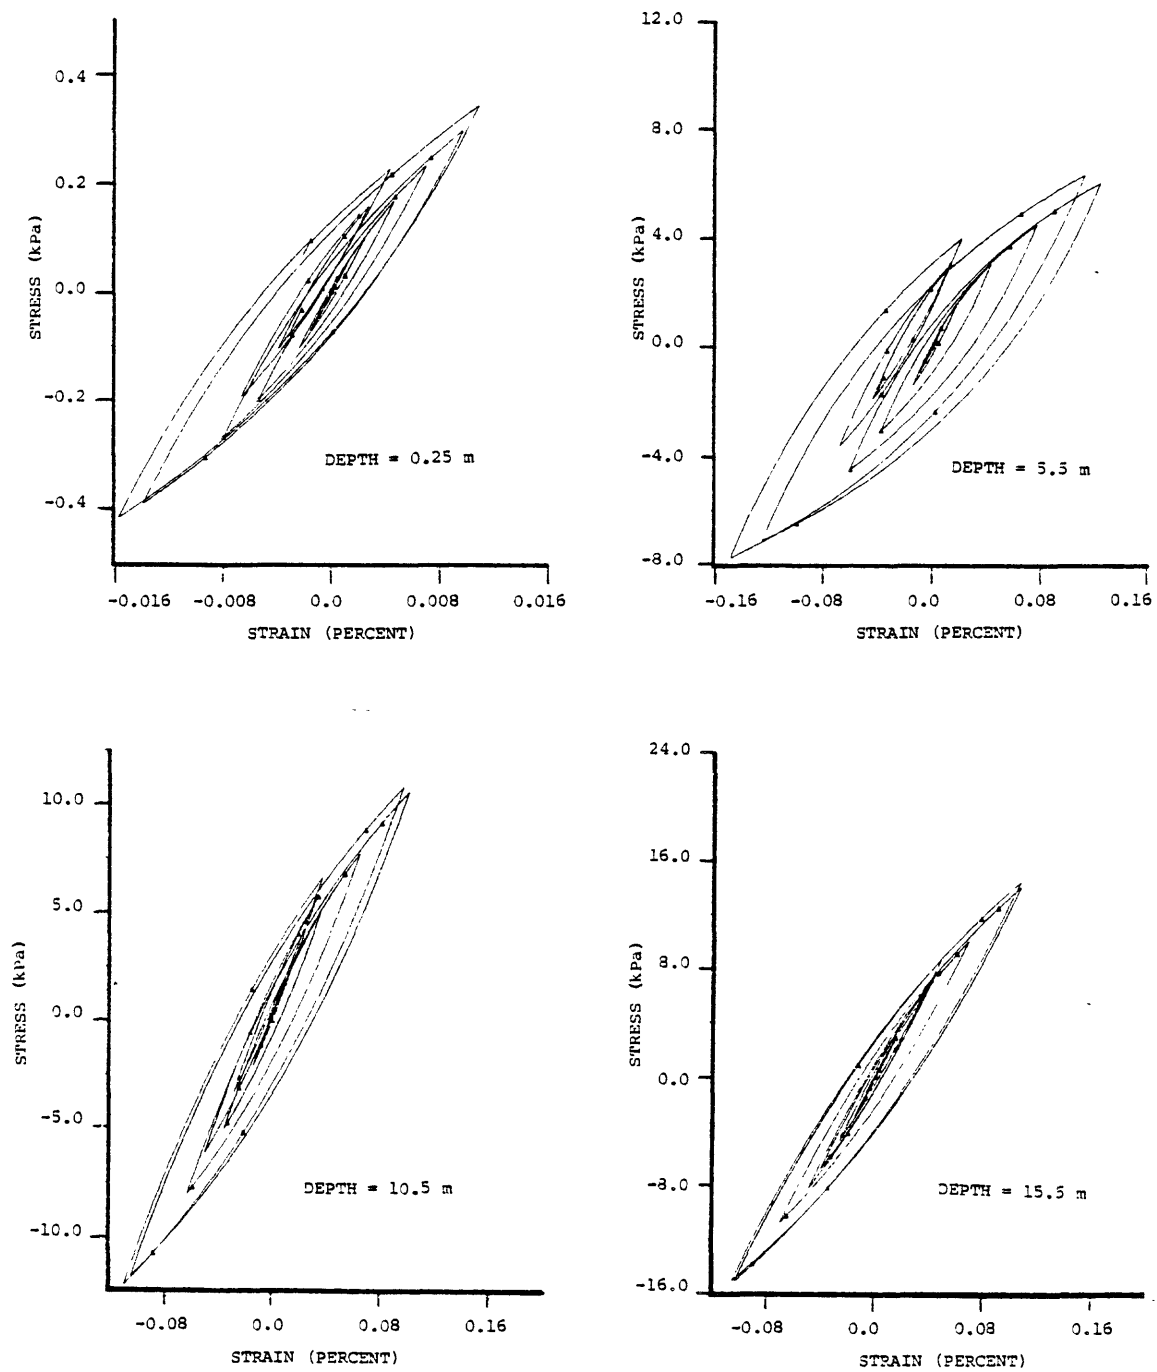 0.4
0.2
0.0
-0.2
-0.4
STRESS (kPa)
DEPTH = 0.25 m
-0.016 -0.008 0.0 0.008 0.016
STRAIN (PERCENT)
12.0
8.0
4.0
0.0
-4.0
-8.0
STRESS (kPa)
DEPTH = 5.5 m
-0.16 -0.08 0.0 0.08 0.16
STRAIN (PERCENT)
10.0
5.0
0.0
-5.0
-10.0
STRESS (kPa)
DEPTH = 10.5 m
-0.08 0.0 0.08 0.16
STRAIN (PERCENT)
24.0
16.0
8.0
0.0
-8.0
-16.0
STRESS (kPa)
DEPTH = 15.5 m
-0.08 0.0 0.08 0.16
STRAIN (PERCENT)